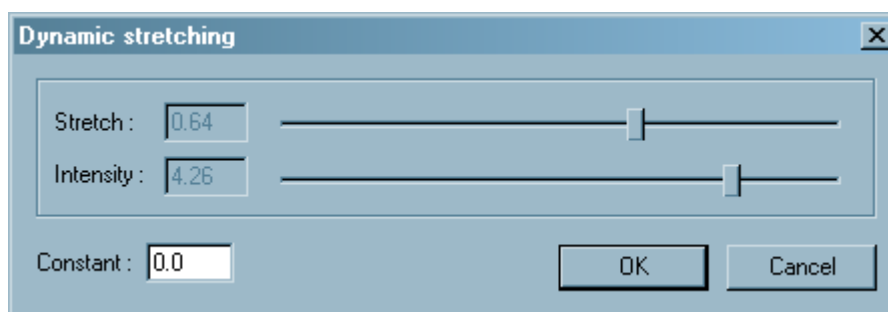 Dynamic stretching
Stretch : 0.64
Intensity : 4.26
Constant : 0.0
OK Cancel